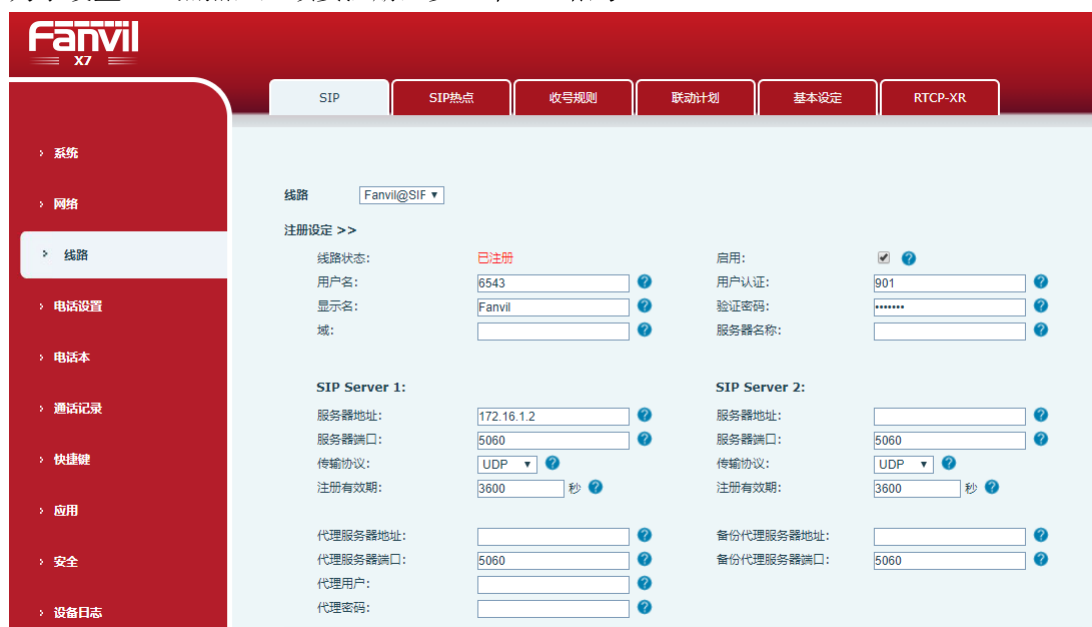 Fanvil
X7
SIP
SIP热点
收号规则
联动计划
基本设定
RTCP-XR
系统
网络
线路
电话设置
电话本
通话记录
快捷键
应用
安全
设备日志
线路 Fanvil@SIF
注册设定 >>
线路状态: 已注册 启用:
用户名: 6543 用户认证: 901
显示名: Fanvil 验证密码: •••••••
域: 服务器名称:
SIP Server 1: SIP Server 2:
服务器地址: 172.16.1.2 服务器地址:
服务器端口: 5060 服务器端口: 5060
传输协议: UDP 传输协议: UDP
注册有效期: 3600 秒 注册有效期: 3600 秒
代理服务器地址: 备份代理服务器地址:
代理服务器端口: 5060 备份代理服务器端口: 5060
代理用户:
代理密码: